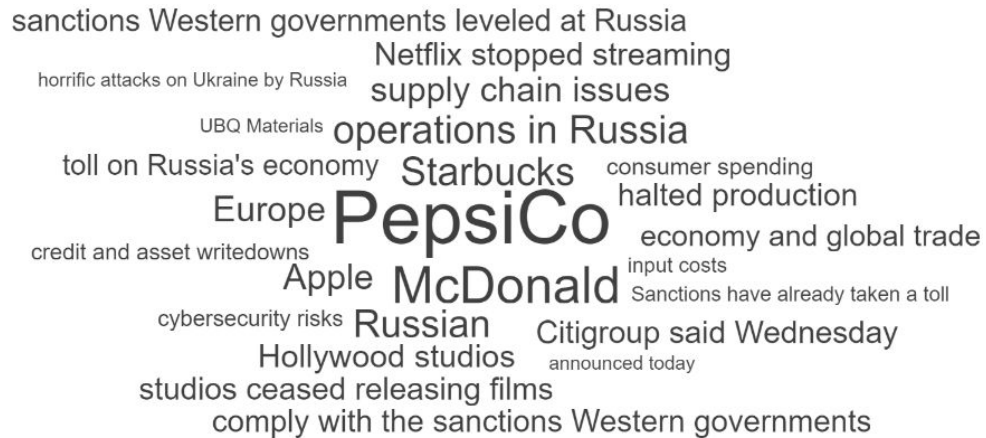 sanctions Western governments leveled at Russia
Netflix stopped streaming
horrific attacks on Ukraine by Russia
supply chain issues
UBQ Materials
operations in Russia
toll on Russia's economy
Starbucks
consumer spending
halted production
Europe
PepsiCo
economy and global trade
credit and asset writedowns
Apple
McDonald
input costs
Sanctions have already taken a toll
cybersecurity risks
Russian
Citigroup said Wednesday
Hollywood studios
announced today
studios ceased releasing films
comply with the sanctions Western governments